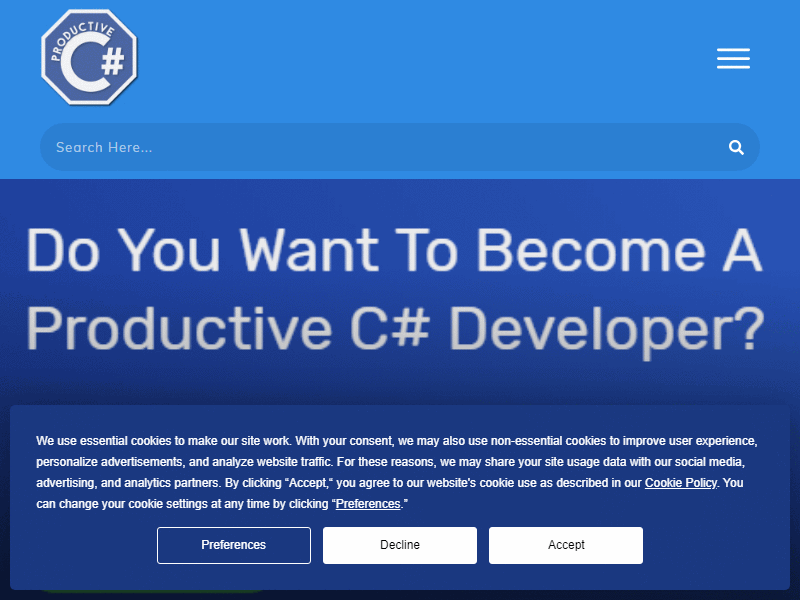 PRODUCTIVE
C#
Search Here...
Do You Want To Become A
Productive C# Developer?
We use essential cookies to make our site work. With your consent, we may also use non-essential cookies to improve user experience,
personalize advertisements, and analyze website traffic. For these reasons, we may share your site usage data with our social media,
advertising, and analytics partners. By clicking “Accept,“ you agree to our website's cookie use as described in our Cookie Policy. You
can change your cookie settings at any time by clicking “Preferences.”
Preferences
Decline
Accept